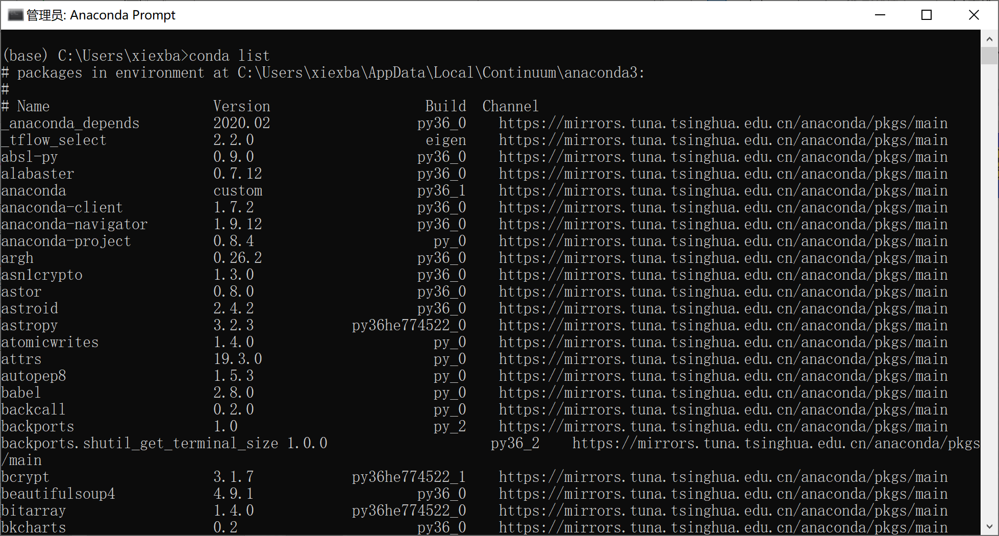 管理员: Anaconda Prompt
(base) C:\Users\xiexba>conda list
# packages in environment at C:\Users\xiexba\AppData\Local\Continuum\anaconda3:
#
# Name Version Build Channel
_anaconda_depends 2020.02 py36_0 https://mirrors.tuna.tsinghua.edu.cn/anaconda/pkgs/main
_tflow_select 2.2.0 eigen https://mirrors.tuna.tsinghua.edu.cn/anaconda/pkgs/main
absl-py 0.9.0 py36_0 https://mirrors.tuna.tsinghua.edu.cn/anaconda/pkgs/main
alabaster 0.7.12 py36_0 https://mirrors.tuna.tsinghua.edu.cn/anaconda/pkgs/main
anaconda custom py36_1 https://mirrors.tuna.tsinghua.edu.cn/anaconda/pkgs/main
anaconda-client 1.7.2 py36_0 https://mirrors.tuna.tsinghua.edu.cn/anaconda/pkgs/main
anaconda-navigator 1.9.12 py36_0 https://mirrors.tuna.tsinghua.edu.cn/anaconda/pkgs/main
anaconda-project 0.8.4 py_0 https://mirrors.tuna.tsinghua.edu.cn/anaconda/pkgs/main
argh 0.26.2 py36_0 https://mirrors.tuna.tsinghua.edu.cn/anaconda/pkgs/main
asn1crypto 1.3.0 py36_0 https://mirrors.tuna.tsinghua.edu.cn/anaconda/pkgs/main
astor 0.8.0 py36_0 https://mirrors.tuna.tsinghua.edu.cn/anaconda/pkgs/main
astroid 2.4.2 py36_0 https://mirrors.tuna.tsinghua.edu.cn/anaconda/pkgs/main
astropy 3.2.3 py36he774522_0 https://mirrors.tuna.tsinghua.edu.cn/anaconda/pkgs/main
atomicwrites 1.4.0 py_0 https://mirrors.tuna.tsinghua.edu.cn/anaconda/pkgs/main
attrs 19.3.0 py_0 https://mirrors.tuna.tsinghua.edu.cn/anaconda/pkgs/main
autopep8 1.5.3 py_0 https://mirrors.tuna.tsinghua.edu.cn/anaconda/pkgs/main
babel 2.8.0 py_0 https://mirrors.tuna.tsinghua.edu.cn/anaconda/pkgs/main
backcall 0.2.0 py_0 https://mirrors.tuna.tsinghua.edu.cn/anaconda/pkgs/main
backports 1.0 py_2 https://mirrors.tuna.tsinghua.edu.cn/anaconda/pkgs/main
backports.shutil_get_terminal_size 1.0.0 py36_2 https://mirrors.tuna.tsinghua.edu.cn/anaconda/pkgs
/main
bcrypt 3.1.7 py36he774522_1 https://mirrors.tuna.tsinghua.edu.cn/anaconda/pkgs/main
beautifulsoup4 4.9.1 py36_0 https://mirrors.tuna.tsinghua.edu.cn/anaconda/pkgs/main
bitarray 1.4.0 py36he774522_0 https://mirrors.tuna.tsinghua.edu.cn/anaconda/pkgs/main
bkcharts 0.2 py36_0 https://mirrors.tuna.tsinghua.edu.cn/anaconda/pkgs/main